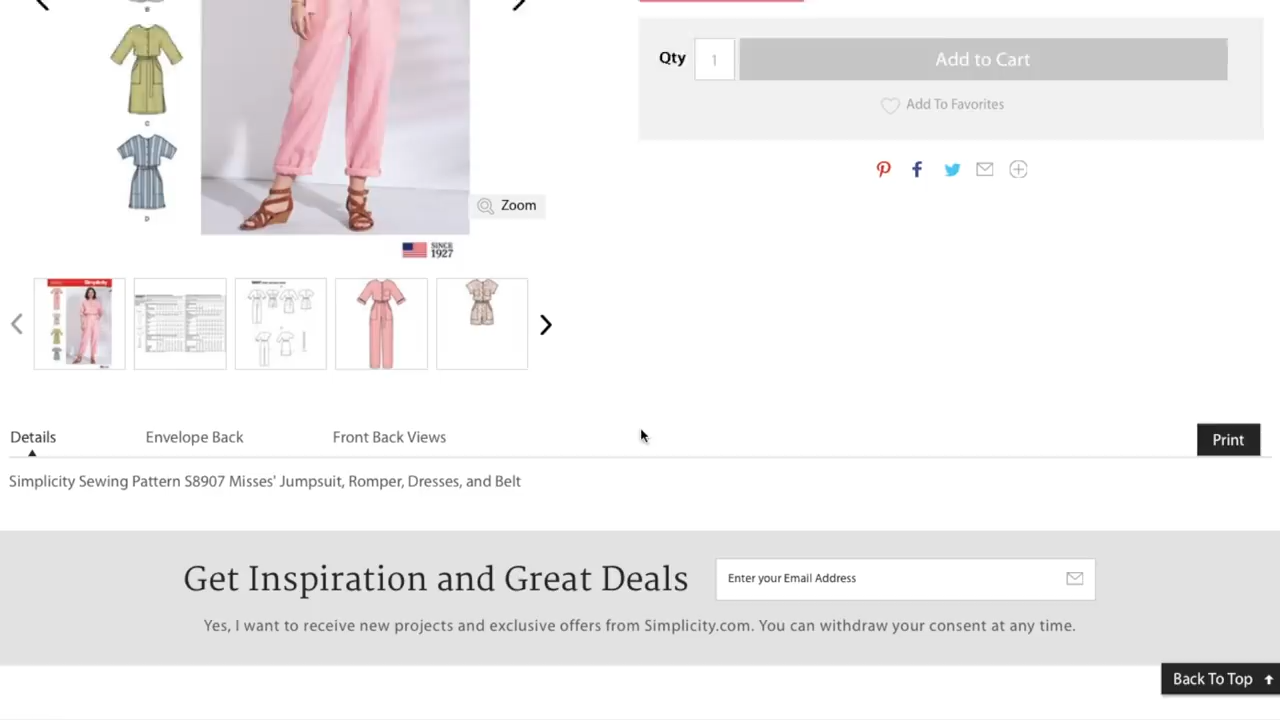 B
C
D
Qty 1 Add to Cart
Add To Favorites
Zoom
SINCE
1927
Simplicity
Details Envelope Back Front Back Views Print
Simplicity Sewing Pattern S8907 Misses' Jumpsuit, Romper, Dresses, and Belt
Get Inspiration and Great Deals
Enter your Email Address
Yes, I want to receive new projects and exclusive offers from Simplicity.com. You can withdraw your consent at any time.
Back To Top